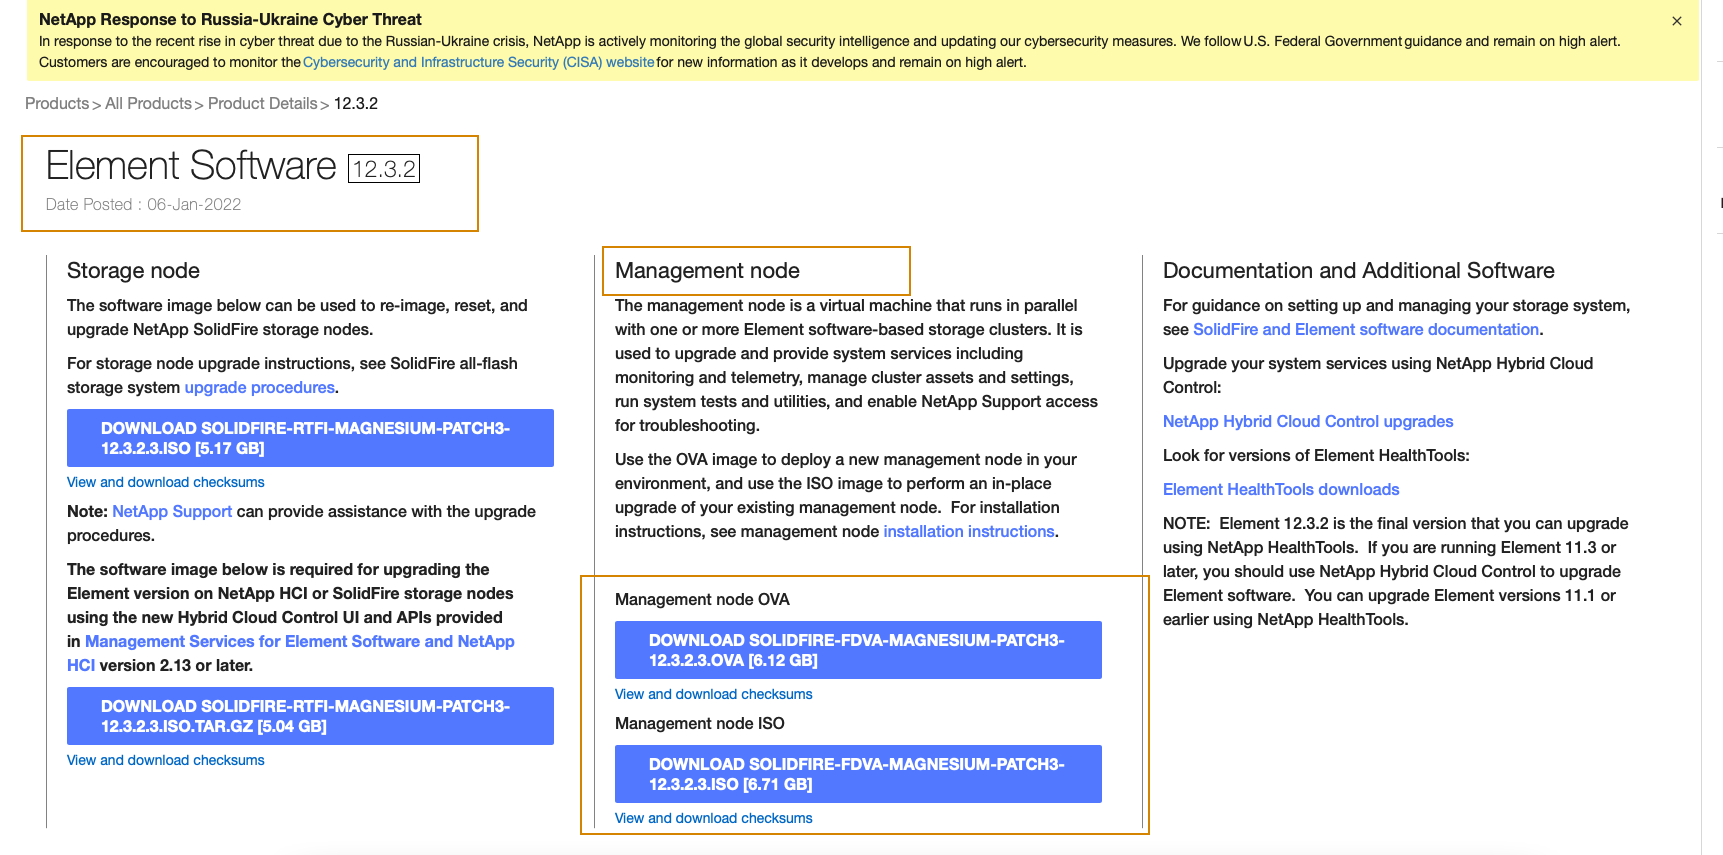 NetApp Response to Russia-Ukraine Cyber Threat
In response to the recent rise in cyber threat due to the Russian-Ukraine crisis, NetApp is actively monitoring the global security intelligence and updating our cybersecurity measures. We follow U.S. Federal Government guidance and remain on high alert.
Customers are encouraged to monitor the Cybersecurity and Infrastructure Security (CISA) website for new information as it develops and remain on high alert.
Products > All Products > Product Details > 12.3.2
Element Software 12.3.2
Date Posted : 06-Jan-2022
Storage node
The software image below can be used to re-image, reset, and
upgrade NetApp SolidFire storage nodes.
For storage node upgrade instructions, see SolidFire all-flash
storage system upgrade procedures.
DOWNLOAD SOLIDFIRE-RTFI-MAGNESIUM-PATCH3-
12.3.2.3.ISO [5.17 GB]
View and download checksums
Note: NetApp Support can provide assistance with the upgrade
procedures.
The software image below is required for upgrading the
Element version on NetApp HCI or SolidFire storage nodes
using the new Hybrid Cloud Control UI and APIs provided
in Management Services for Element Software and NetApp
HCI version 2.13 or later.
DOWNLOAD SOLIDFIRE-RTFI-MAGNESIUM-PATCH3-
12.3.2.3.ISO.TAR.GZ [5.04 GB]
View and download checksums
Management node
The management node is a virtual machine that runs in parallel
with one or more Element software-based storage clusters. It is
used to upgrade and provide system services including
monitoring and telemetry, manage cluster assets and settings,
run system tests and utilities, and enable NetApp Support access
for troubleshooting.
Use the OVA image to deploy a new management node in your
environment, and use the ISO image to perform an in-place
upgrade of your existing management node.  For installation
instructions, see management node installation instructions.
Management node OVA
DOWNLOAD SOLIDFIRE-FDVA-MAGNESIUM-PATCH3-
12.3.2.3.OVA [6.12 GB]
View and download checksums
Management node ISO
DOWNLOAD SOLIDFIRE-FDVA-MAGNESIUM-PATCH3-
12.3.2.3.ISO [6.71 GB]
View and download checksums
Documentation and Additional Software
For guidance on setting up and managing your storage system,
see SolidFire and Element software documentation.
Upgrade your system services using NetApp Hybrid Cloud
Control:
NetApp Hybrid Cloud Control upgrades
Look for versions of Element HealthTools:
Element HealthTools downloads
NOTE:  Element 12.3.2 is the final version that you can upgrade
using NetApp HealthTools.  If you are running Element 11.3 or
later, you should use NetApp Hybrid Cloud Control to upgrade
Element software.  You can upgrade Element versions 11.1 or
earlier using NetApp HealthTools.